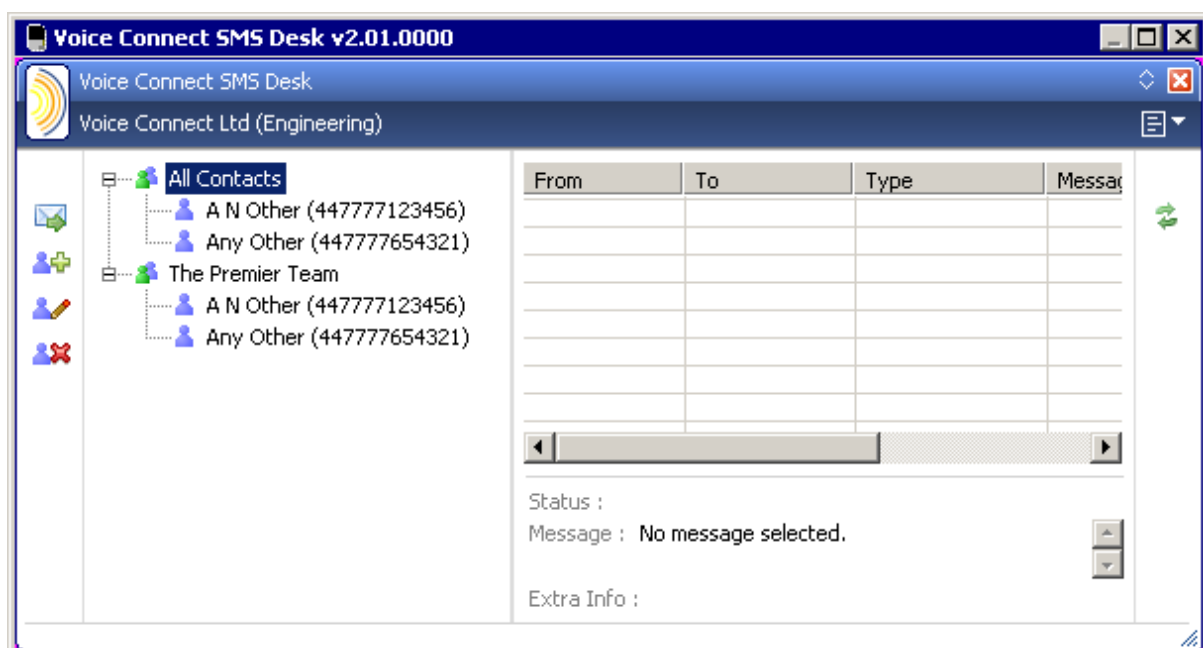 Voice Connect SMS Desk v2.01.0000
Voice Connect SMS Desk
Voice Connect Ltd (Engineering)
All Contacts
A N Other (447777123456)
Any Other (447777654321)
The Premier Team
A N Other (447777123456)
Any Other (447777654321)
From To Type Messag
Status :
Message : No message selected.
Extra Info :